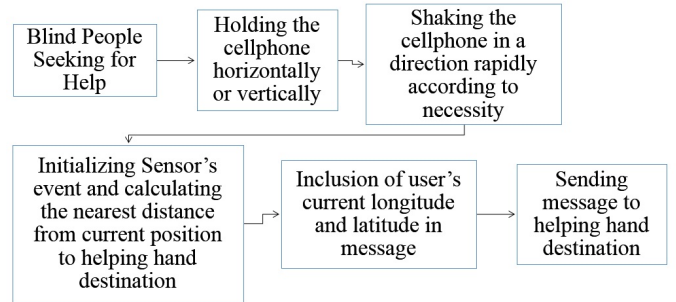 Blind People
Seeking for
Help
Holding the
cellphone
horizontally
or vertically
Shaking the
cellphone in a
direction rapidly
according to
necessity
Initializing Sensor's
event and calculating
the nearest distance
from current position
to helping hand
destination
Inclusion of user's
current longitude
and latitude in
message
Sending
message to
helping hand
destination